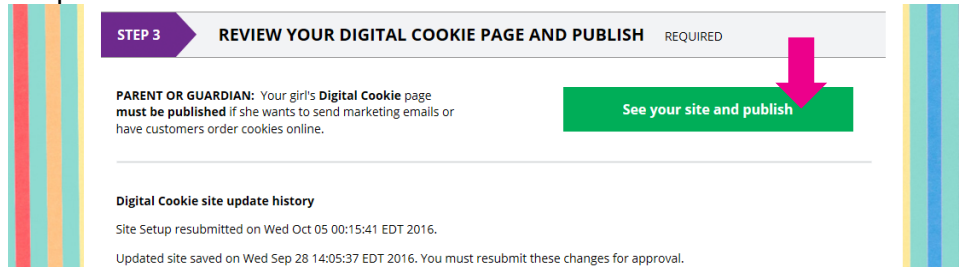 STEP 3 REVIEW YOUR DIGITAL COOKIE PAGE AND PUBLISH REQUIRED
PARENT OR GUARDIAN: Your girl's Digital Cookie page
must be published if she wants to send marketing emails or
have customers order cookies online.
See your site and publish
Digital Cookie site update history
Site Setup resubmitted on Wed Oct 05 00:15:41 EDT 2016.
Updated site saved on Wed Sep 28 14:05:37 EDT 2016. You must resubmit these changes for approval.